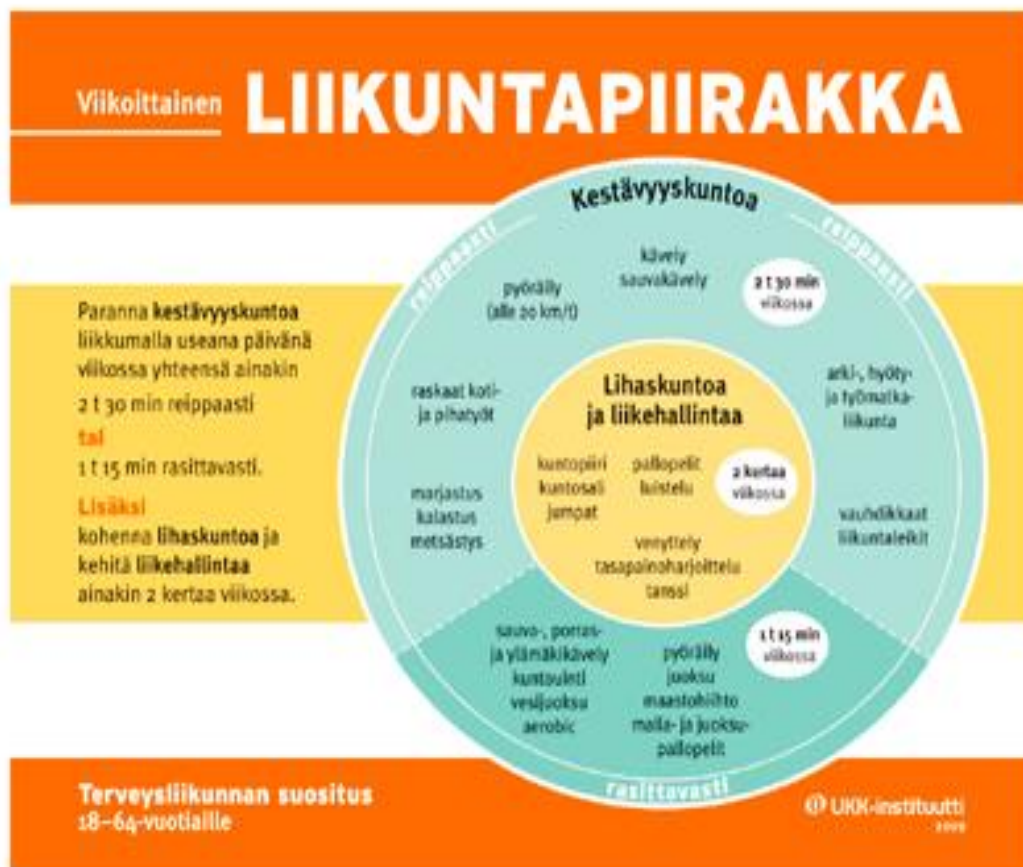 Viikoittainen LIIKUNTAPIIRAKKA
Kestävyyskuntoa
reippaasti
reippaasti
kävely
sauvakävely
2 t 30 min
viikossa
pyöräily
(alle 20 km/t)
Paranna kestävyyskuntoa
liikkumalla useana päivänä
viikossa yhteensä ainakin
2 t 30 min reippaasti
tai
1 t 15 min rasittavasti.
Lisäksi
kohenna lihaskuntoa ja
kehitä liikehallintaa
ainakin 2 kertaa viikossa.
raskaat koti-
ja pihatyöt
marjastus
kalastus
metsästys
Lihaskuntoa
ja liikehallintaa
kuntopiiri
kuntosali
jumpat
pallopelit
luistelu
2 kertaa
viikossa
venyttely
tasapainoharjoittelu
tanssi
arki-, hyöty-
ja työmatka-
liikunta
vauhdikkaat
liikuntaleikit
sauva-, porras-
ja ylämäkikävely
kuntouinti
vesijuoksu
aerobic
pyöräily
juoksu
maastohiihto
maila- ja juoksu-
pallopelit
1 t 15 min
viikossa
rasittavasti
Terveysliikunnan suositus
18–64-vuotiaille
UKK-instituutti